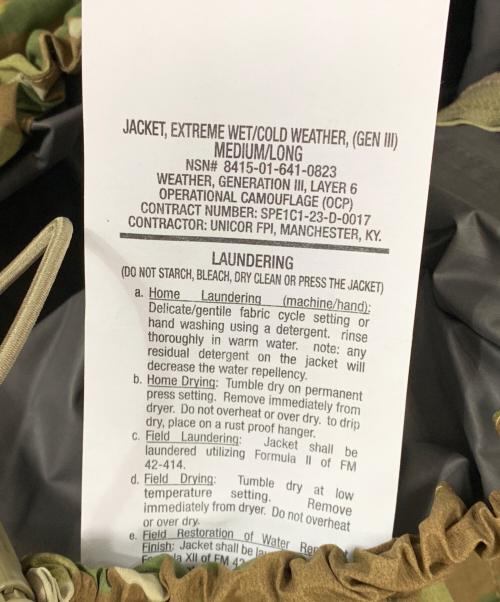 JACKET, EXTREME WET/COLD WEATHER, (GEN III)
MEDIUM/LONG
NSN# 8415-01-641-0823
WEATHER, GENERATION III, LAYER 6
OPERATIONAL CAMOUFLAGE (OCP)
CONTRACT NUMBER: SPE1C1-23-D-0017
CONTRACTOR: UNICOR FPI, MANCHESTER, KY.
LAUNDERING
(DO NOT STARCH, BLEACH, DRY CLEAN OR PRESS THE JACKET)
a. Home Laundering (machine/hand):
Delicate/gentile fabric cycle setting or
hand washing using a detergent. rinse
thoroughly in warm water. note: any
residual detergent on the jacket will
decrease the water repellency.
b. Home Drying: Tumble dry on permanent
press setting. Remove immediately from
dryer. Do not overheat or over dry. to drip
dry, place on a rust proof hanger.
c. Field Laundering: Jacket shall be
laundered utilizing Formula II of FM
42-414.
d. Field Drying: Tumble dry at low
temperature setting. Remove
immediately from dryer. Do not overheat
or over dry.
e. Field Restoration of Water
Finish: Jacket shall be
XII of FM